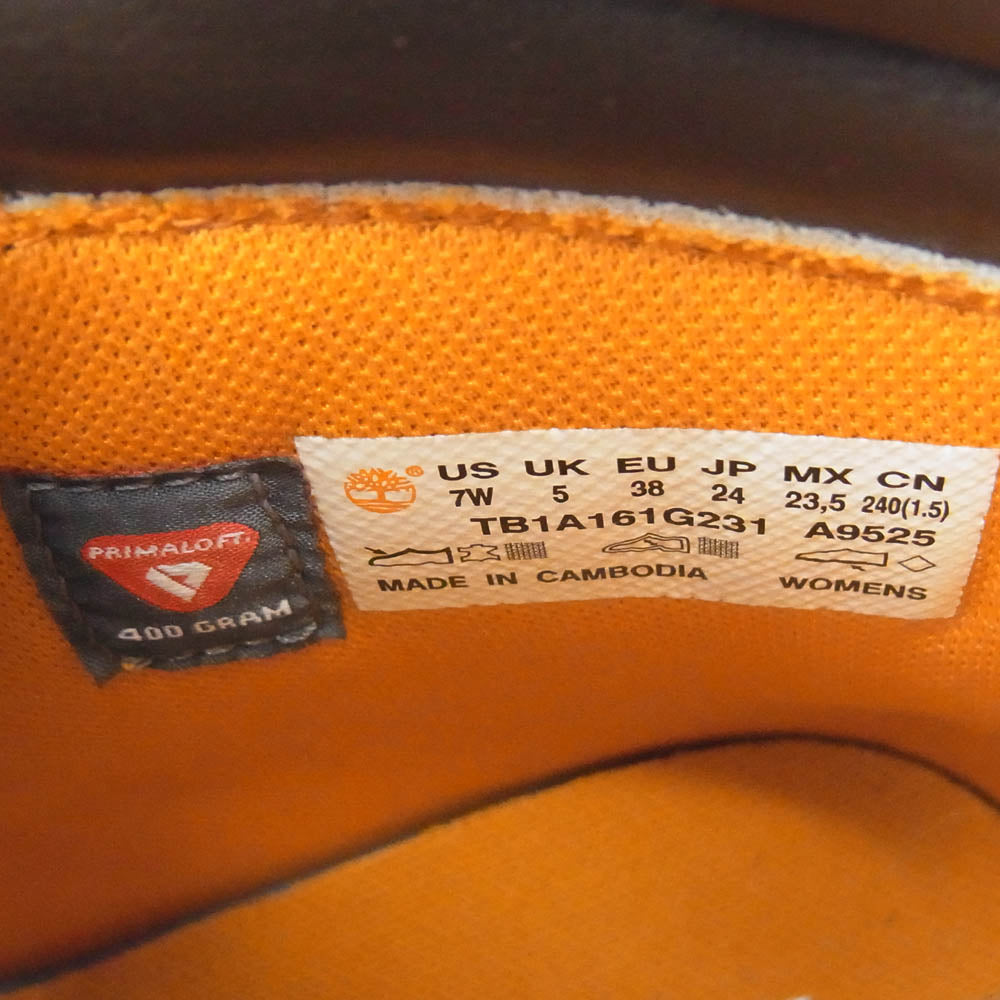 PRIMALOFT.
400 GRAM
® US UK EU JP MX CN
7W 5 38 24 23,5 240(1.5)
TB1A161G231 A9525
MADE IN CAMBODIA WOMENS